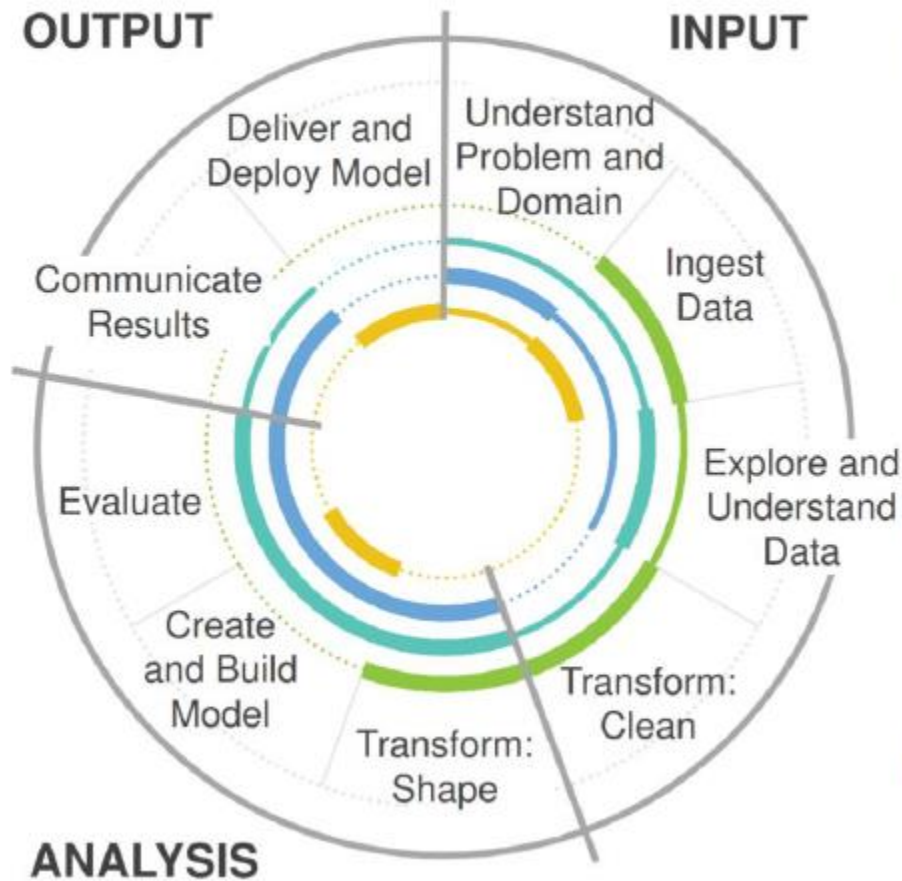 OUTPUT
INPUT
Deliver and
Deploy Model
Understand
Problem and
Domain
Ingest
Data
Explore and
Understand
Data
Transform:
Clean
Transform:
Shape
Create
and Build
Model
Evaluate
Communicate
Results
ANALYSIS